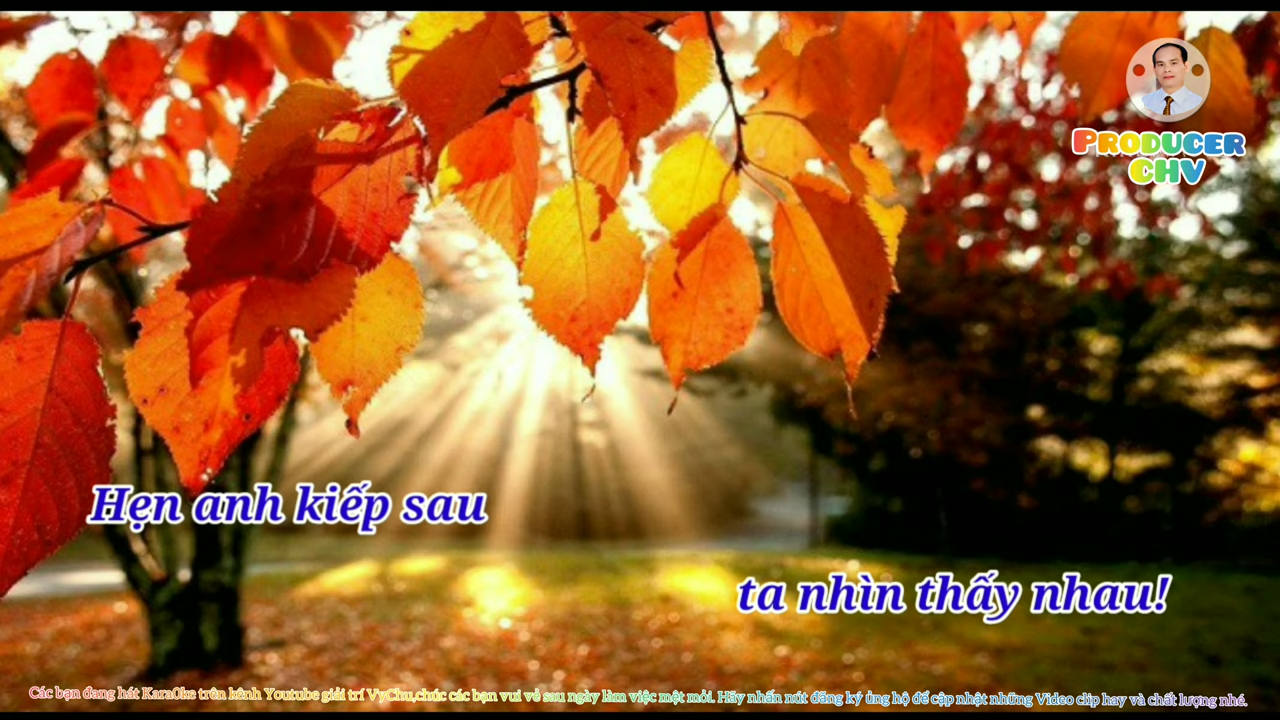 PRODUCER
CHV
Hẹn anh kiếp sau
ta nhìn thấy nhau!
Các bạn đang hát Kara0ke trên kênh Youtube giải trí VyChu,chúc các bạn vui vẻ sau ngày làm việc mệt mỏi. Hãy nhấn nút đăng ký ủng hộ để cập nhật những Video clip hay và chất lượng nhé.